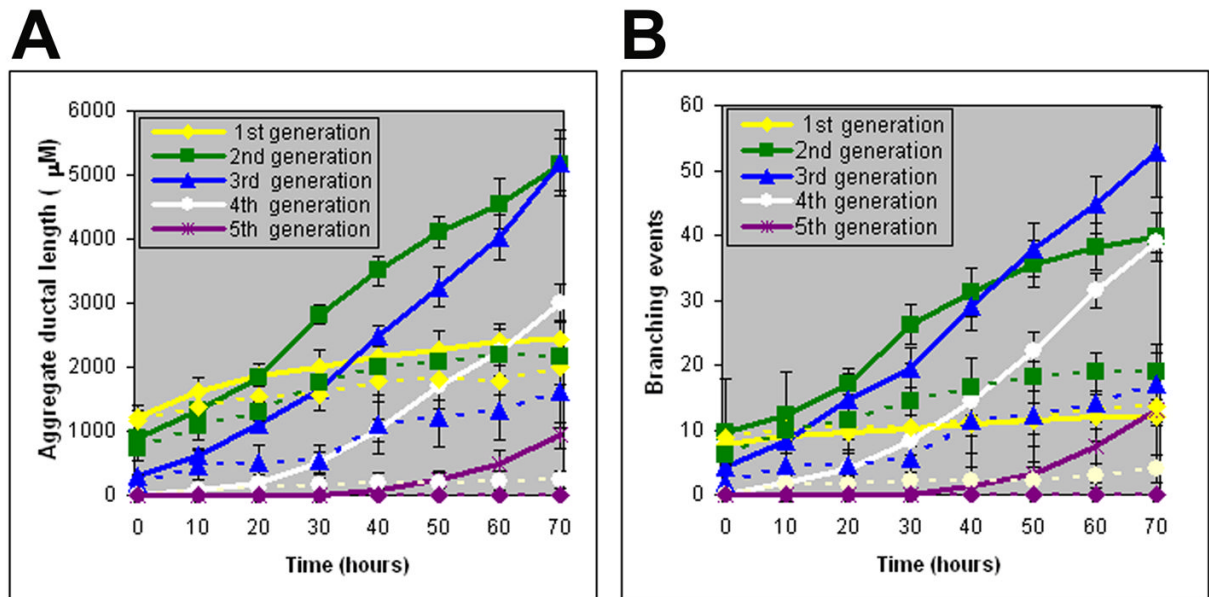 A
B
Aggregate ductal length ( µM)
6000
5000
4000
3000
2000
1000
0
1st generation
2nd generation
3rd generation
4th generation
5th generation
0 10 20 30 40 50 60 70
Time (hours)
Branching events
60
50
40
30
20
10
0
1st generation
2nd generation
3rd generation
4th generation
5th generation
0 10 20 30 40 50 60 70
Time (hours)